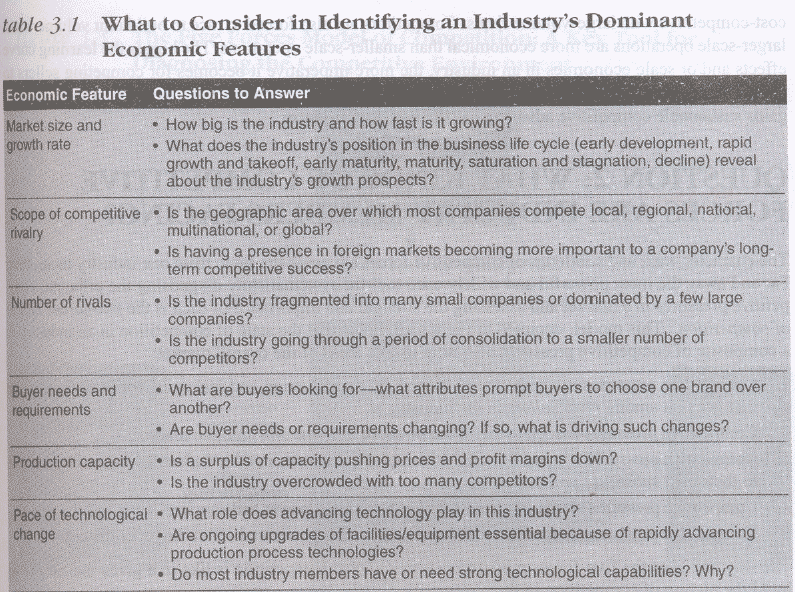 table 3.1 What to Consider in Identifying an Industry's Dominant
Economic Features
Economic Feature Questions to Answer
Market size and
growth rate
• How big is the industry and how fast is it growing?
• What does the industry's position in the business life cycle (early development, rapid
growth and takeoff, early maturity, maturity, saturation and stagnation, decline) reveal
about the industry's growth prospects?
Scope of competitive
rivalry
• Is the geographic area over which most companies compete local, regional, national,
multinational, or global?
• Is having a presence in foreign markets becoming more important to a company's long-
term competitive success?
Number of rivals
• Is the industry fragmented into many small companies or dominated by a few large
companies?
• Is the industry going through a period of consolidation to a smaller number of
competitors?
Buyer needs and
requirements
• What are buyers looking for—what attributes prompt buyers to choose one brand over
another?
• Are buyer needs or requirements changing? If so, what is driving such changes?
Production capacity
• Is a surplus of capacity pushing prices and profit margins down?
• Is the industry overcrowded with too many competitors?
Pace of technological
change
• What role does advancing technology play in this industry?
• Are ongoing upgrades of facilities/equipment essential because of rapidly advancing
production process technologies?
• Do most industry members have or need strong technological capabilities? Why?